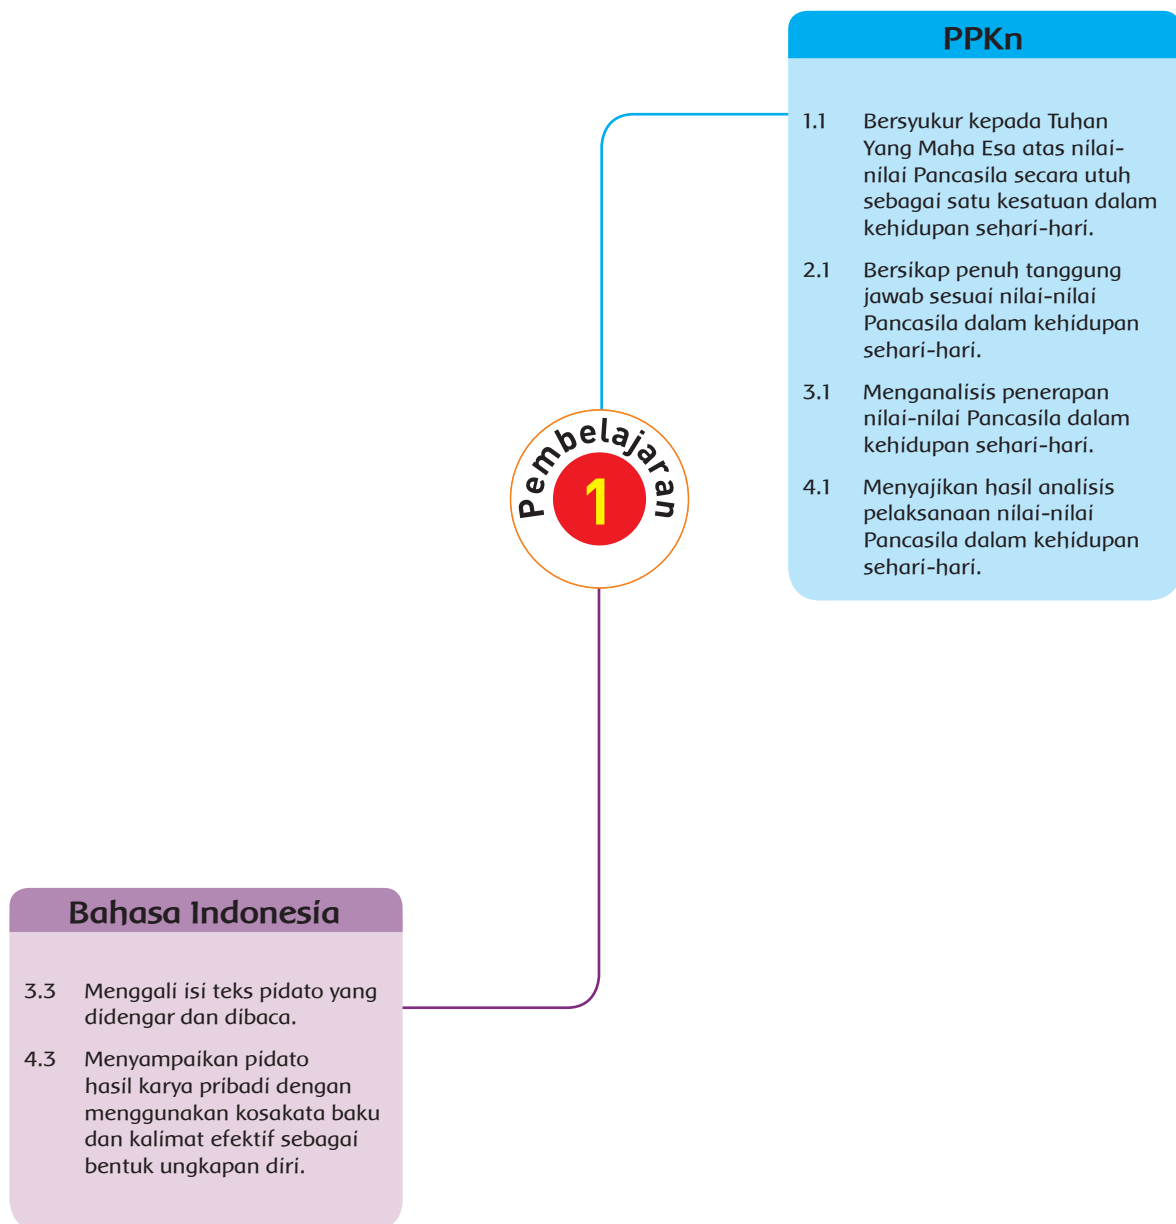 PPKn
1.1 Bersyukur kepada Tuhan
Yang Maha Esa atas nilai-
nilai Pancasila secara utuh
sebagai satu kesatuan dalam
kehidupan sehari-hari.
2.1 Bersikap penuh tanggung
jawab sesuai nilai-nilai
Pancasila dalam kehidupan
sehari-hari.
3.1 Menganalisis penerapan
nilai-nilai Pancasila dalam
kehidupan sehari-hari.
4.1 Menyajikan hasil analisis
pelaksanaan nilai-nilai
Pancasila dalam kehidupan
sehari-hari.
Pembelajaran
1
Bahasa Indonesia
3.3 Menggali isi teks pidato yang
didengar dan dibaca.
4.3 Menyampaikan pidato
hasil karya pribadi dengan
menggunakan kosakata baku
dan kalimat efektif sebagai
bentuk ungkapan diri.